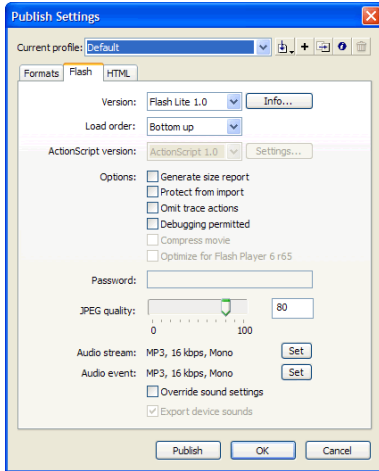 Publish Settings
Current profile: Default
Formats Flash HTML
Version: Flash Lite 1.0 Info...
Load order: Bottom up
ActionScript version: ActionScript 1.0 Settings...
Options: Generate size report
Protect from import
Omit trace actions
Debugging permitted
Compress movie
Optimize for Flash Player 6 r65
Password:
JPEG quality: 80
0 100
Audio stream: MP3, 16 kbps, Mono Set
Audio event: MP3, 16 kbps, Mono Set
Override sound settings
Export device sounds
Publish OK Cancel